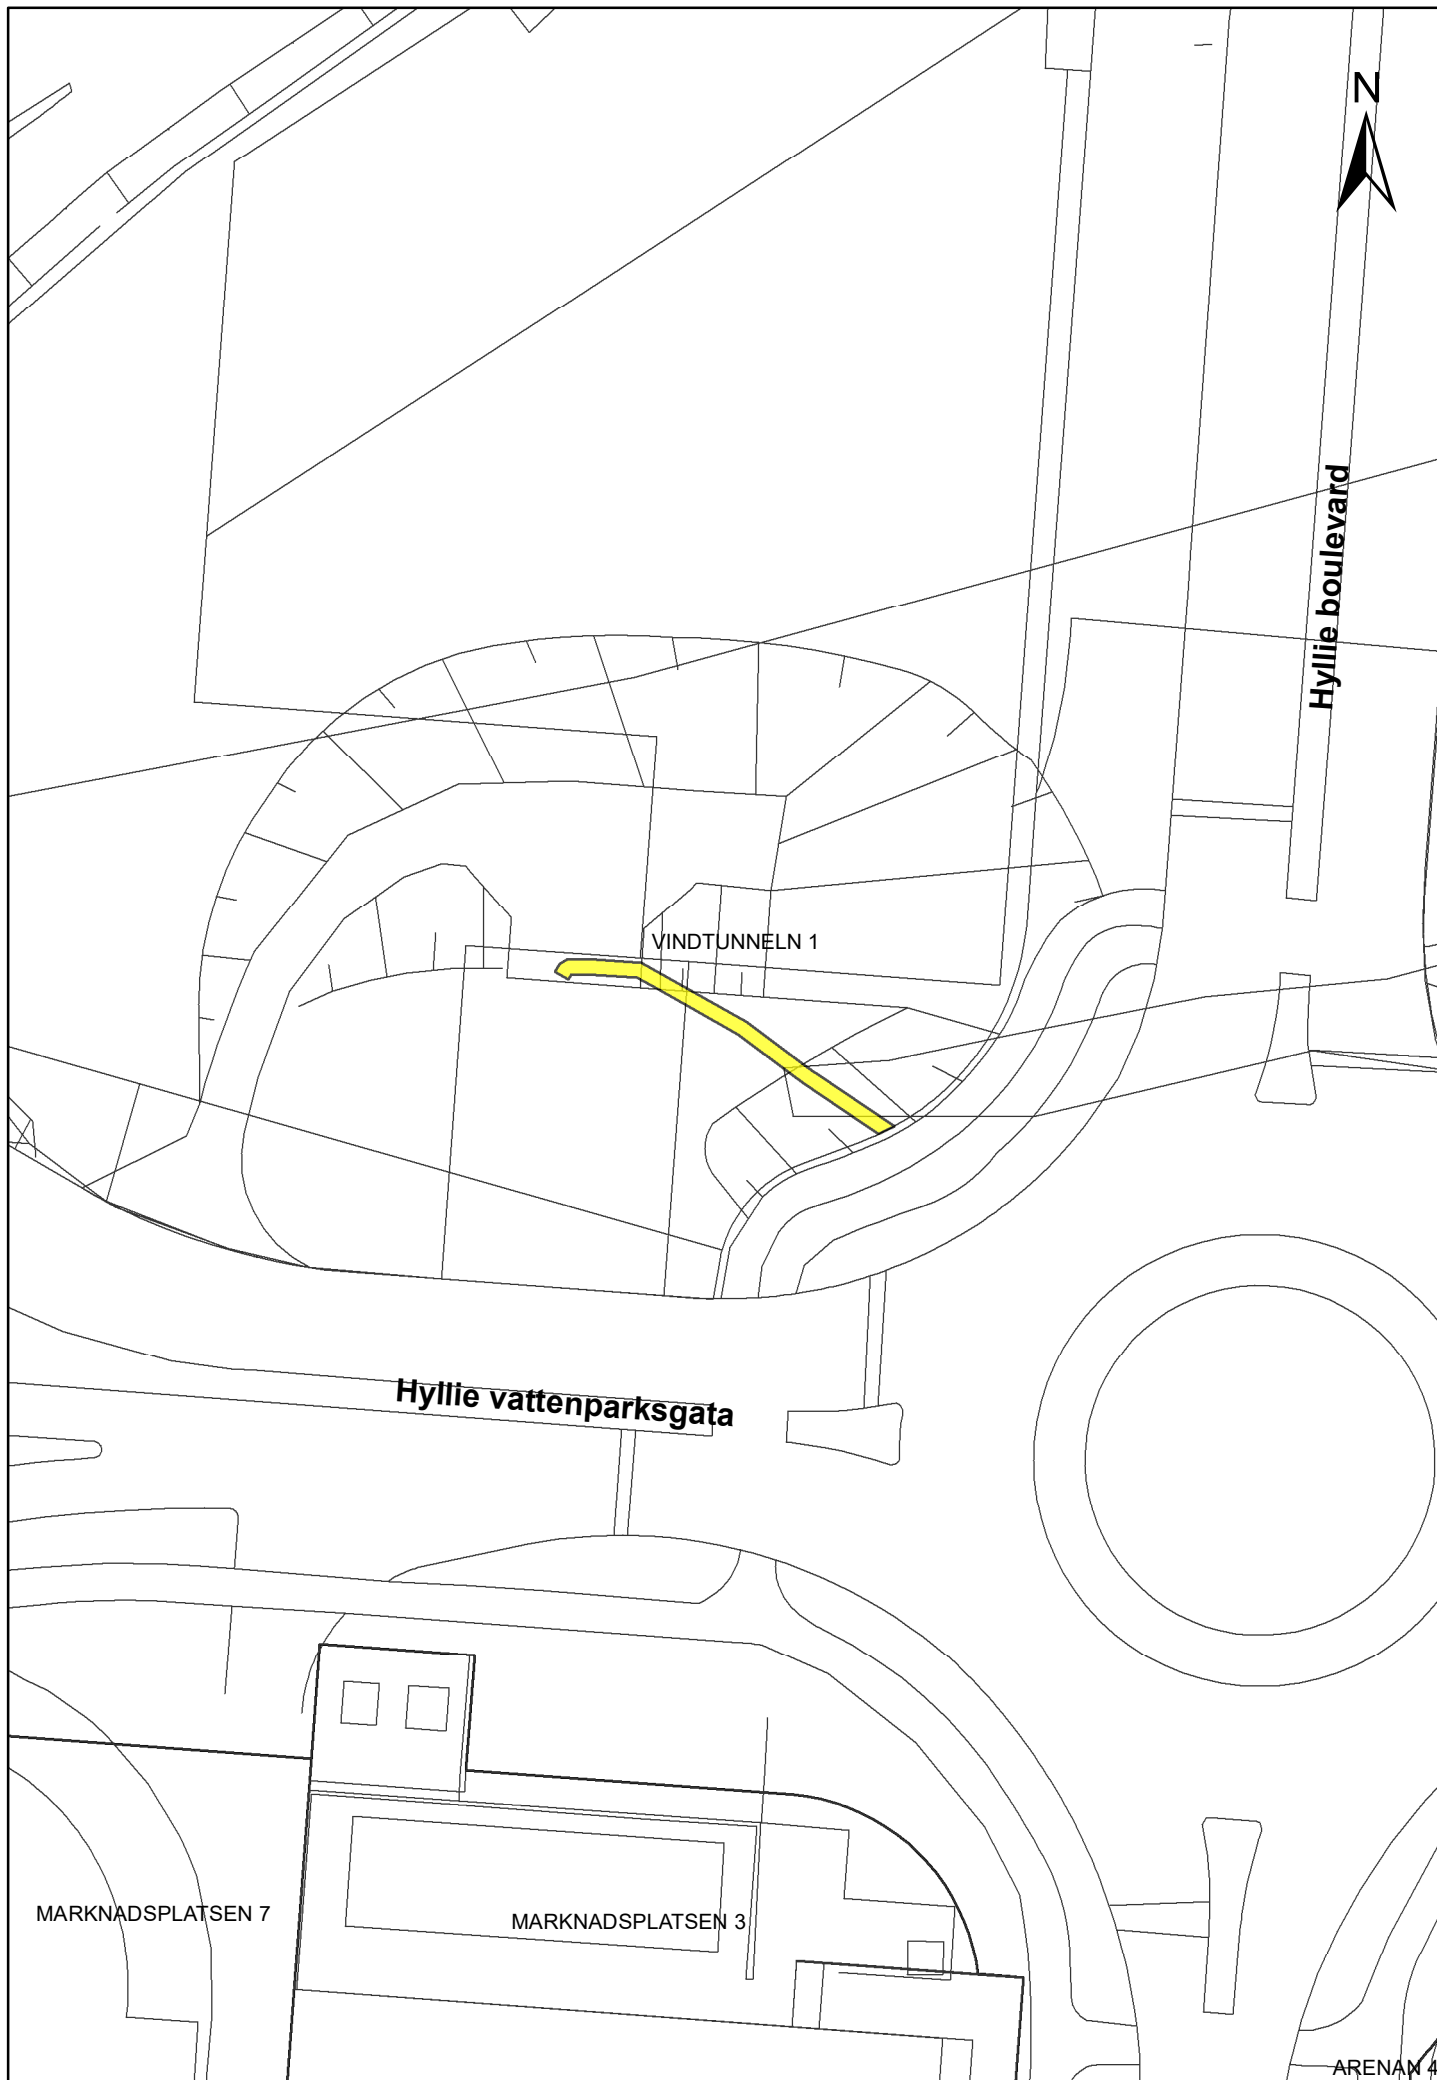 N
Hyllie boulevard
VINDTUNNELN 1
Hyllie vattenparksgata
MARKNADSPLATSEN 7
MARKNADSPLATSEN 3
ARENAN 4